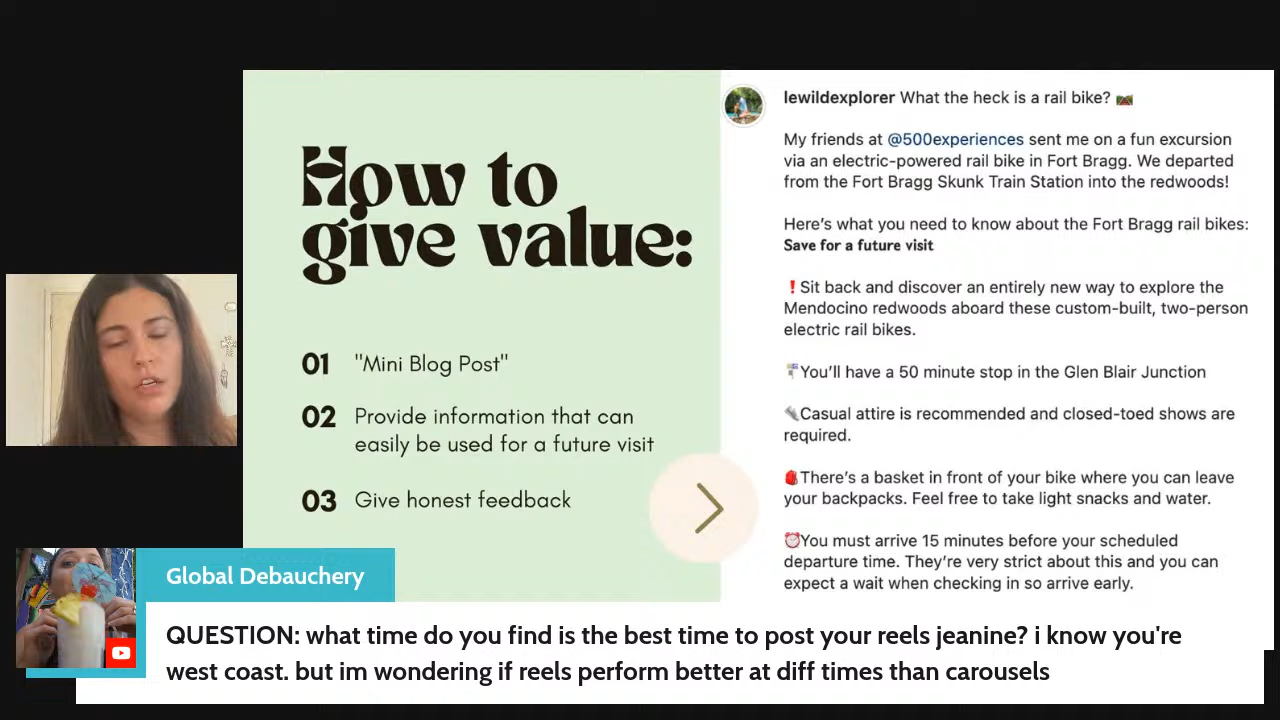 How to
give value:
01 "Mini Blog Post"
02 Provide information that can
easily be used for a future visit
03 Give honest feedback
lewildexplorer What the heck is a rail bike?
My friends at @500experiences sent me on a fun excursion
via an electric-powered rail bike in Fort Bragg. We departed
from the Fort Bragg Skunk Train Station into the redwoods!
Here's what you need to know about the Fort Bragg rail bikes:
Save for a future visit
❗Sit back and discover an entirely new way to explore the
Mendocino redwoods aboard these custom-built, two-person
electric rail bikes.
🚏You'll have a 50 minute stop in the Glen Blair Junction
Casual attire is recommended and closed-toed shows are
required.
🎒There's a basket in front of your bike where you can leave
your backpacks. Feel free to take light snacks and water.
⏰You must arrive 15 minutes before your scheduled
departure time. They're very strict about this and you can
expect a wait when checking in so arrive early.
Global Debauchery
QUESTION: what time do you find is the best time to post your reels jeanine? i know you're
west coast. but im wondering if reels perform better at diff times than carousels